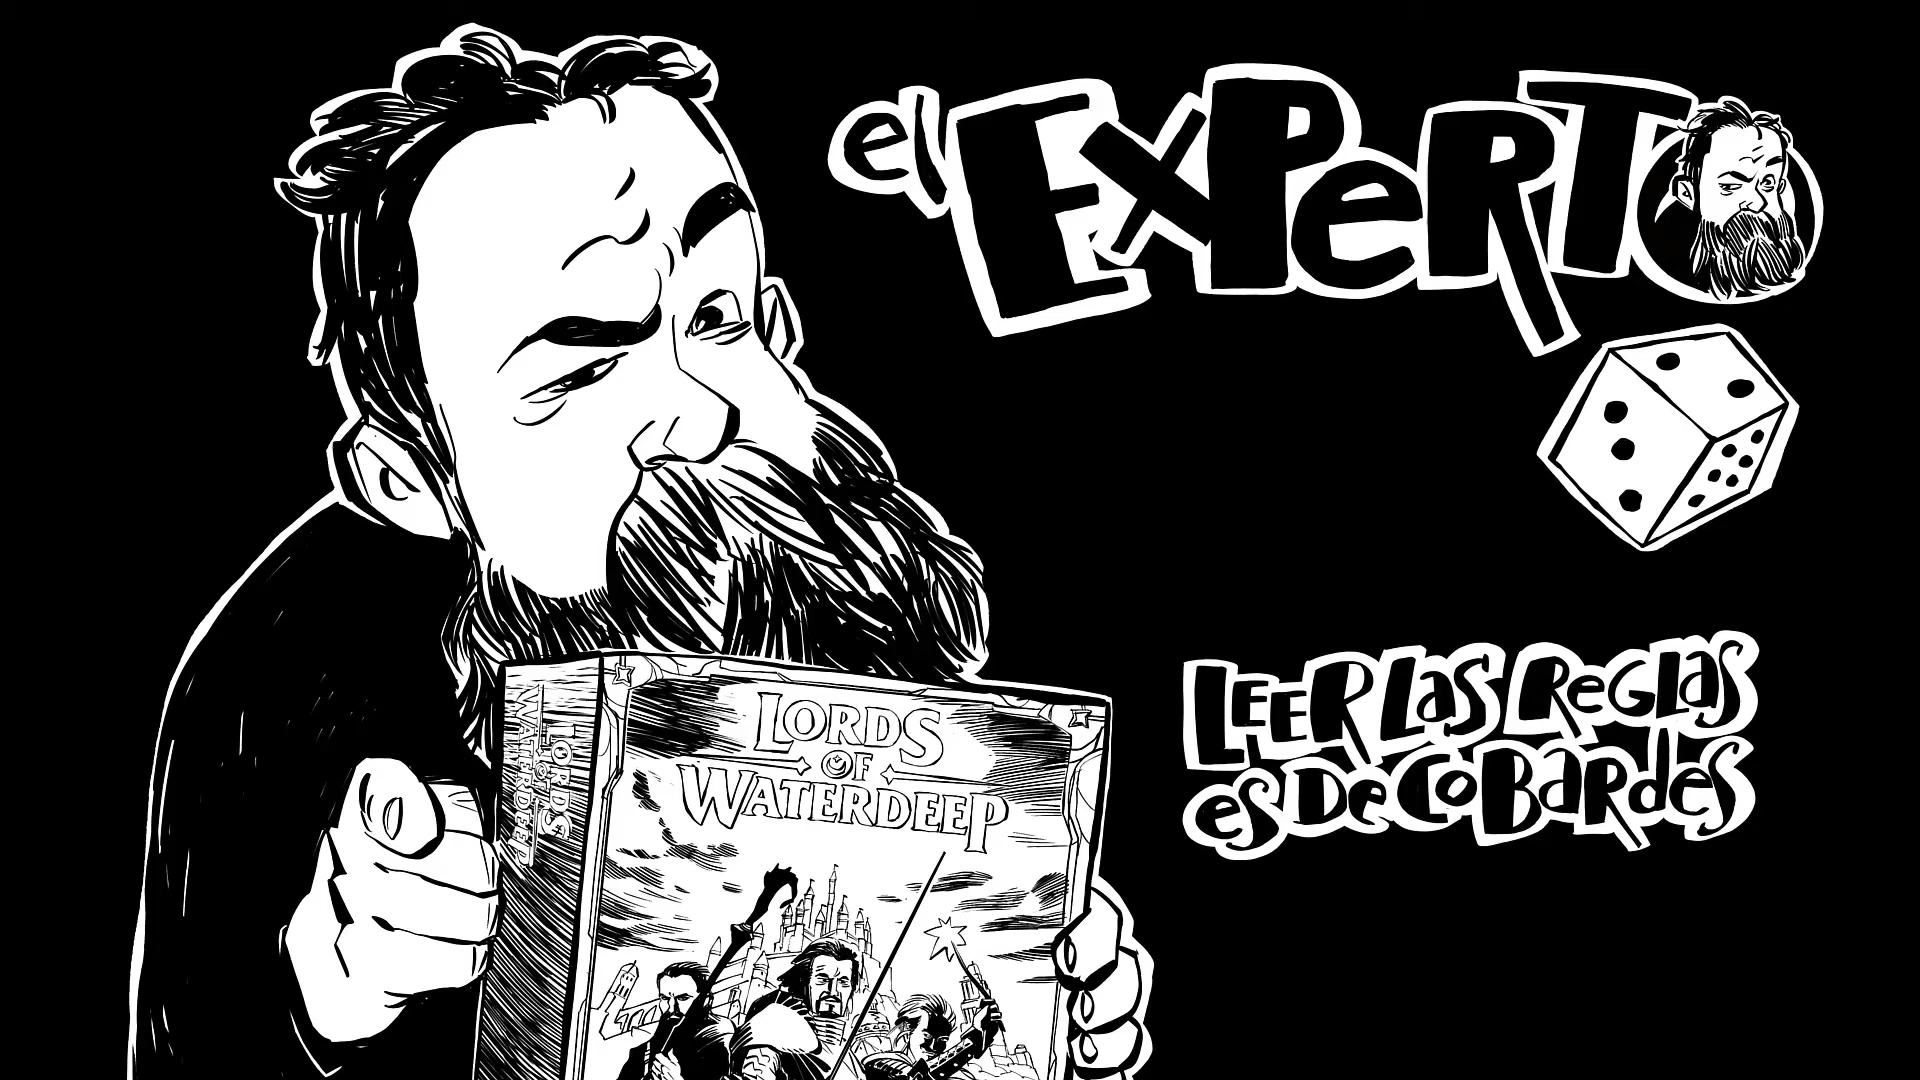 el EXPERTO
LEER LAS REGLAS
es De CoBARdes
LORDS
OF
WATERDEEP
LORDS
OF
WATERDEEP